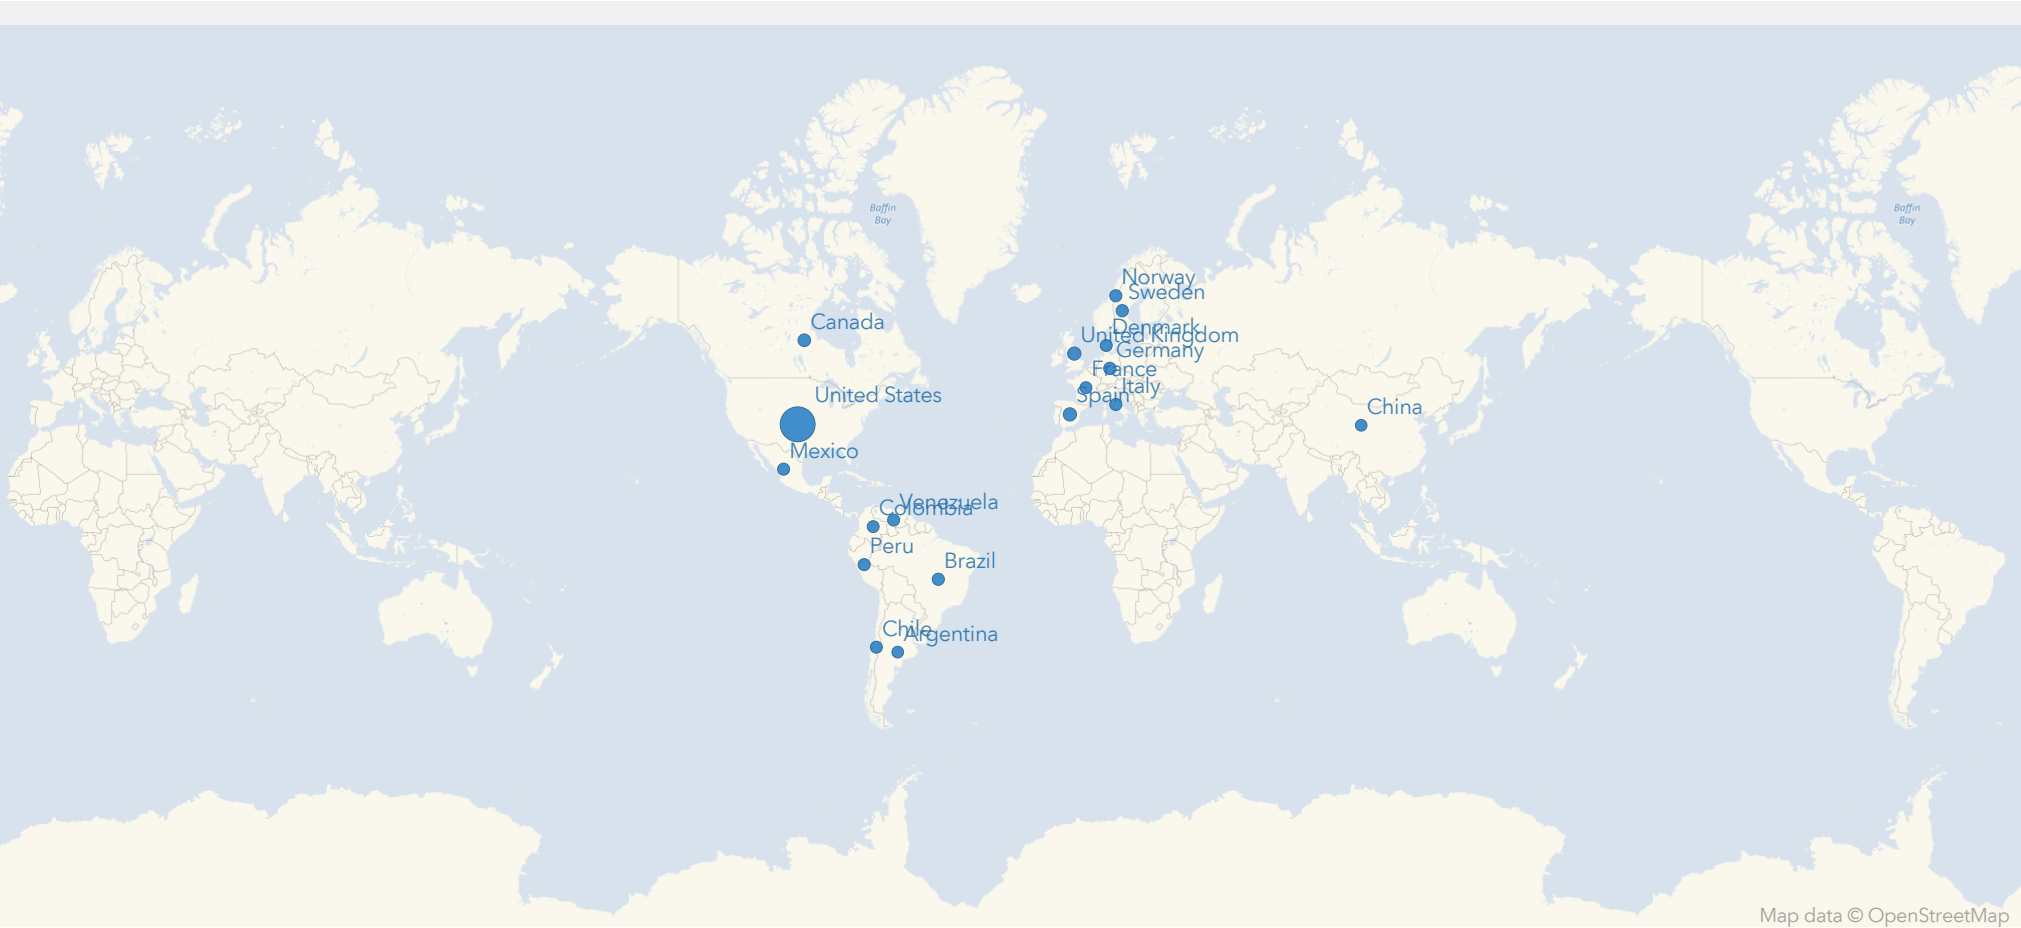 Baffin
Bay
Baffin
Bay
Norway
Sweden
Canada
Denmark
United Kingdom
Germany
France
Italy
Spain
United States
China
Mexico
Venezuela
Colombia
Peru
Brazil
Chile
Argentina
Map data © OpenStreetMap